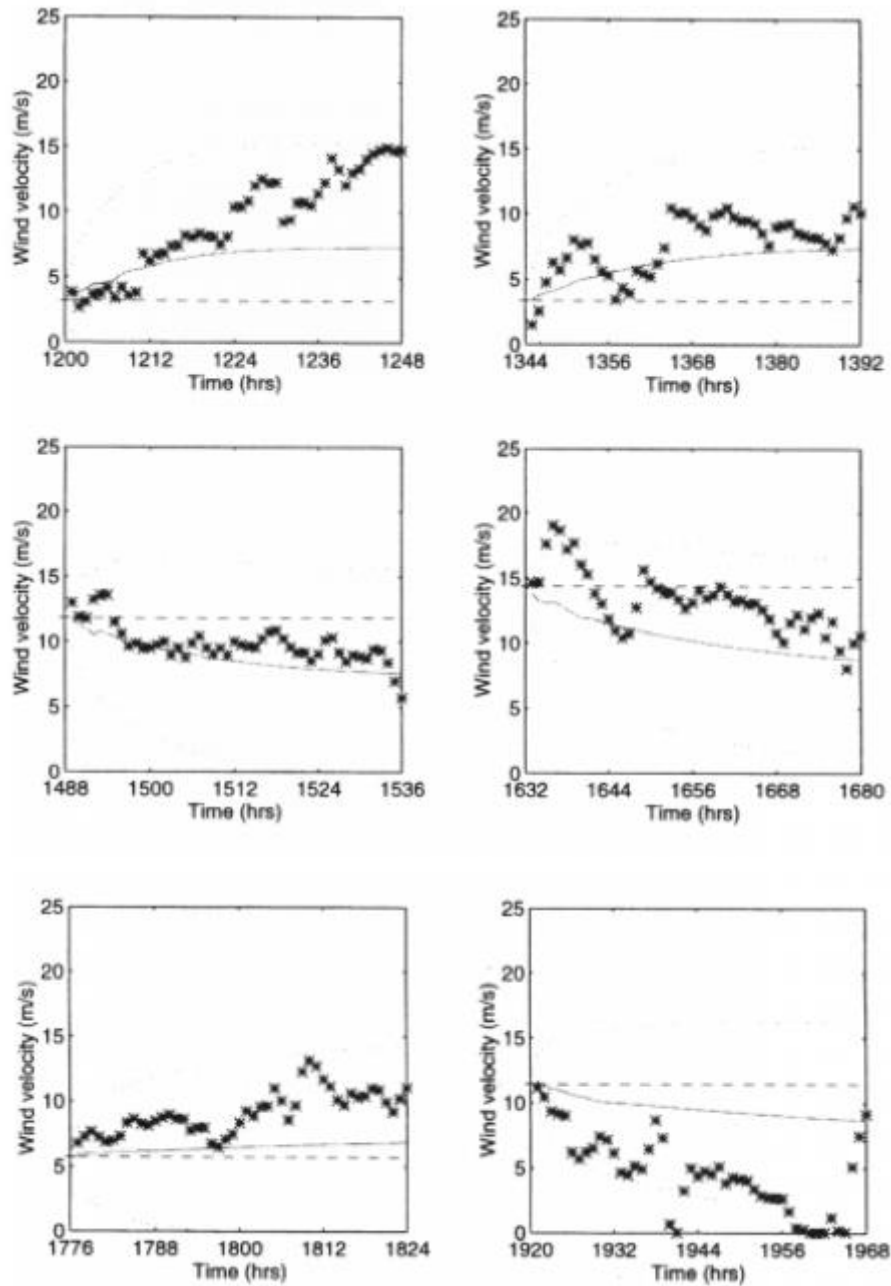 25
20
15
10
5
0
Wind velocity (m/s)
1200 1212 1224 1236 1248
Time (hrs)
25
20
15
10
5
0
Wind velocity (m/s)
1344 1356 1368 1380 1392
Time (hrs)
25
20
15
10
5
0
Wind velocity (m/s)
1488 1500 1512 1524 1536
Time (hrs)
25
20
15
10
5
0
Wind velocity (m/s)
1632 1644 1656 1668 1680
Time (hrs)
25
20
15
10
5
0
Wind velocity (m/s)
1776 1788 1800 1812 1824
Time (hrs)
25
20
15
10
5
0
Wind velocity (m/s)
1920 1932 1944 1956 1968
Time (hrs)